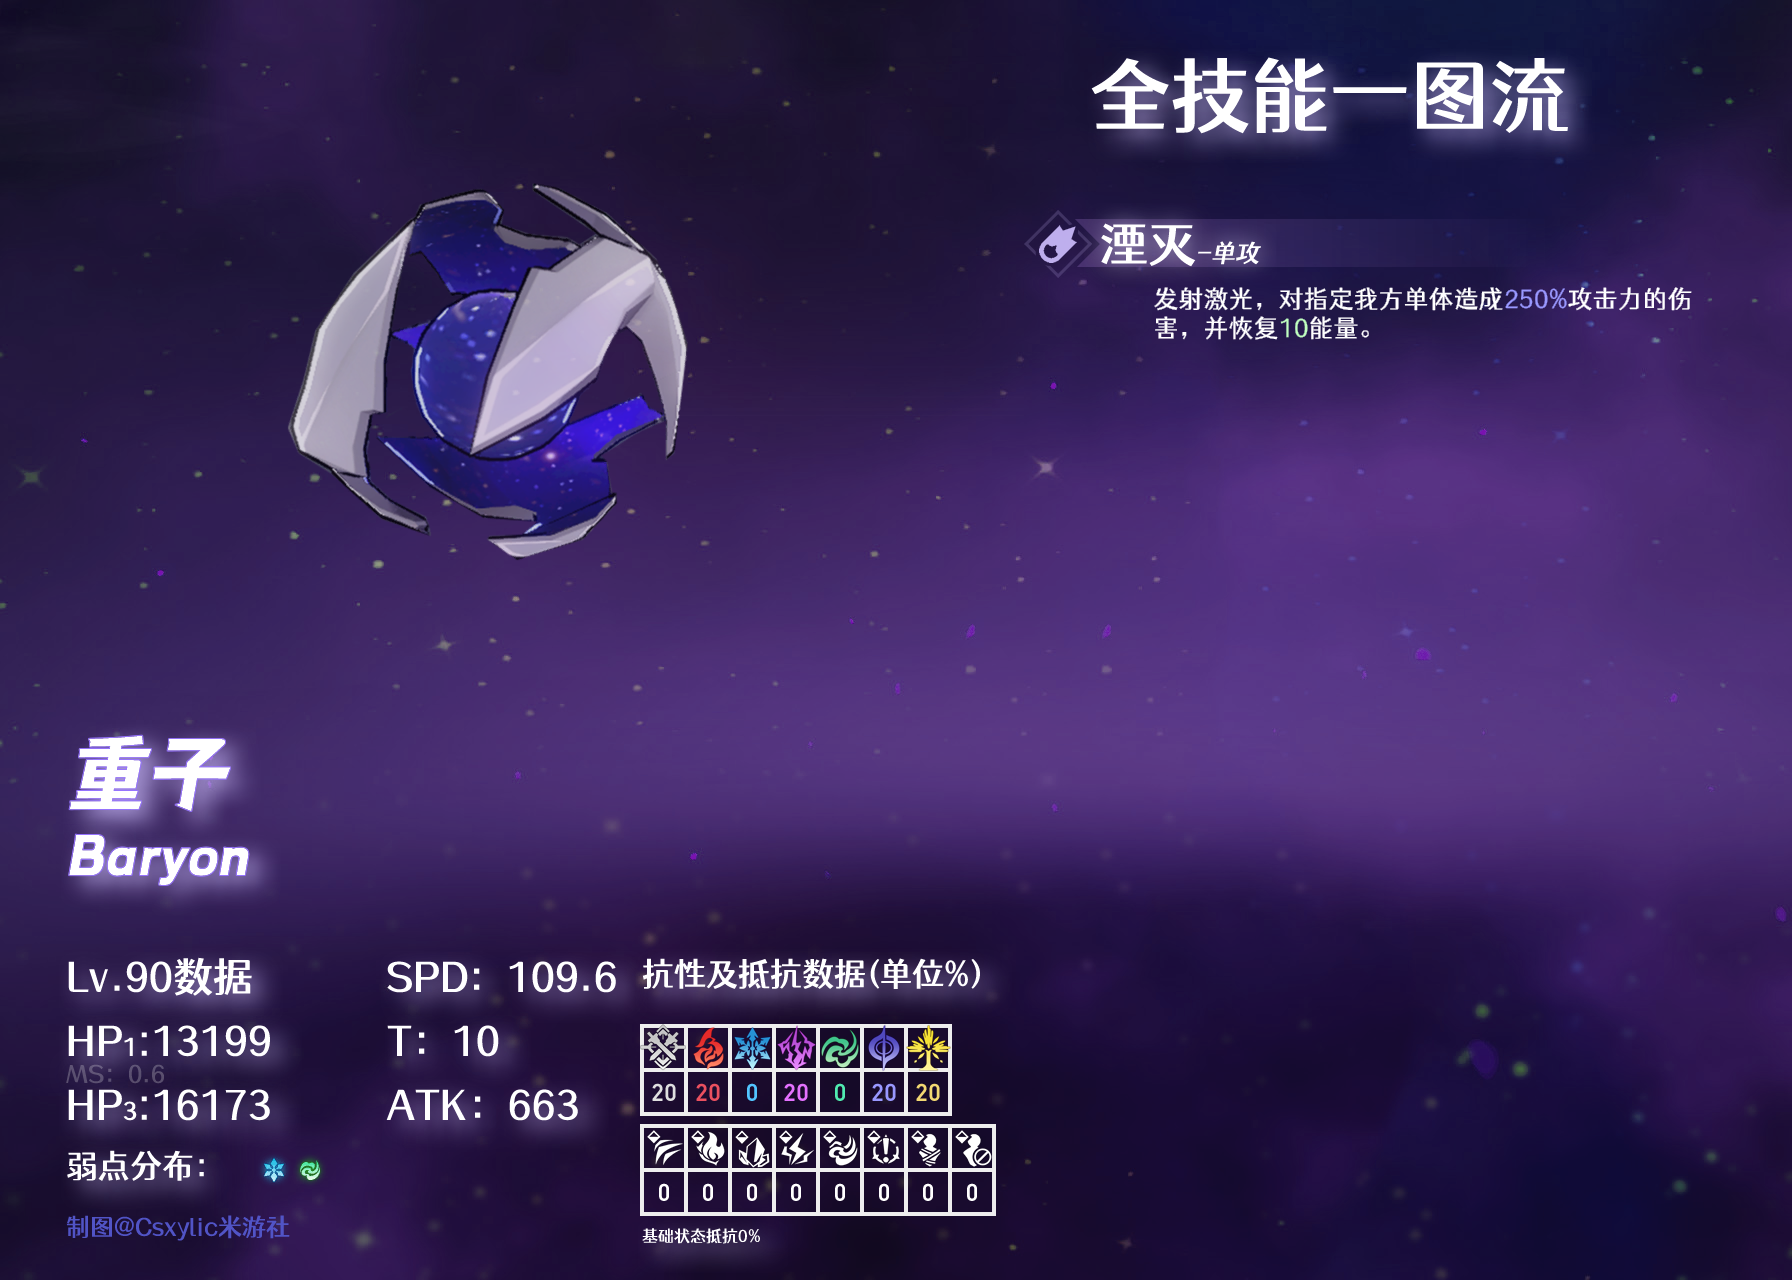 全技能一图流
湮灭-单攻
发射激光，对指定我方单体造成250%攻击力的伤
害，并恢复10能量。
重子
Baryon
Lv.90数据
SPD：109.6
HP₁:13199
T：10
MS：0.6
HP₃:16173
ATK：663
弱点分布：
制图@Csxylic米游社
抗性及抵抗数据(单位%)
20 20 0 20 0 20 20
0 0 0 0 0 0 0 0
基础状态抵抗0%